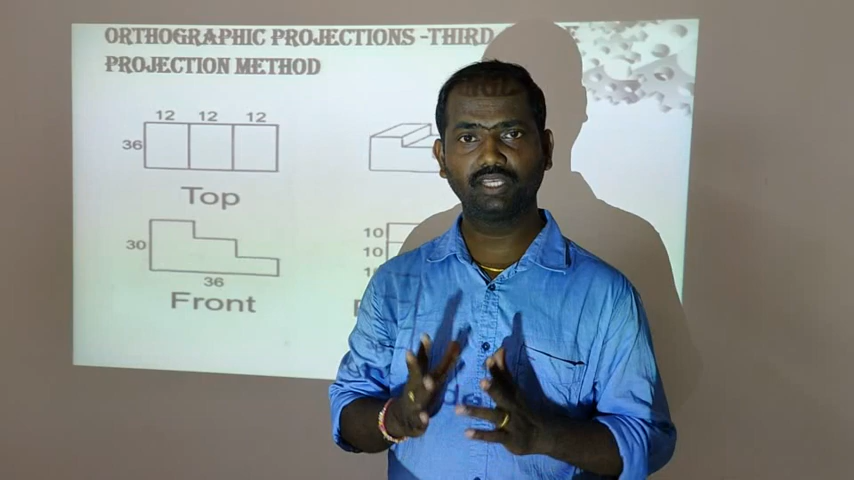 ORTHOGRAPHIC PROJECTIONS -THIRD
PROJECTION METHOD
12 12 12
36
Top
30
36
Front
10
10